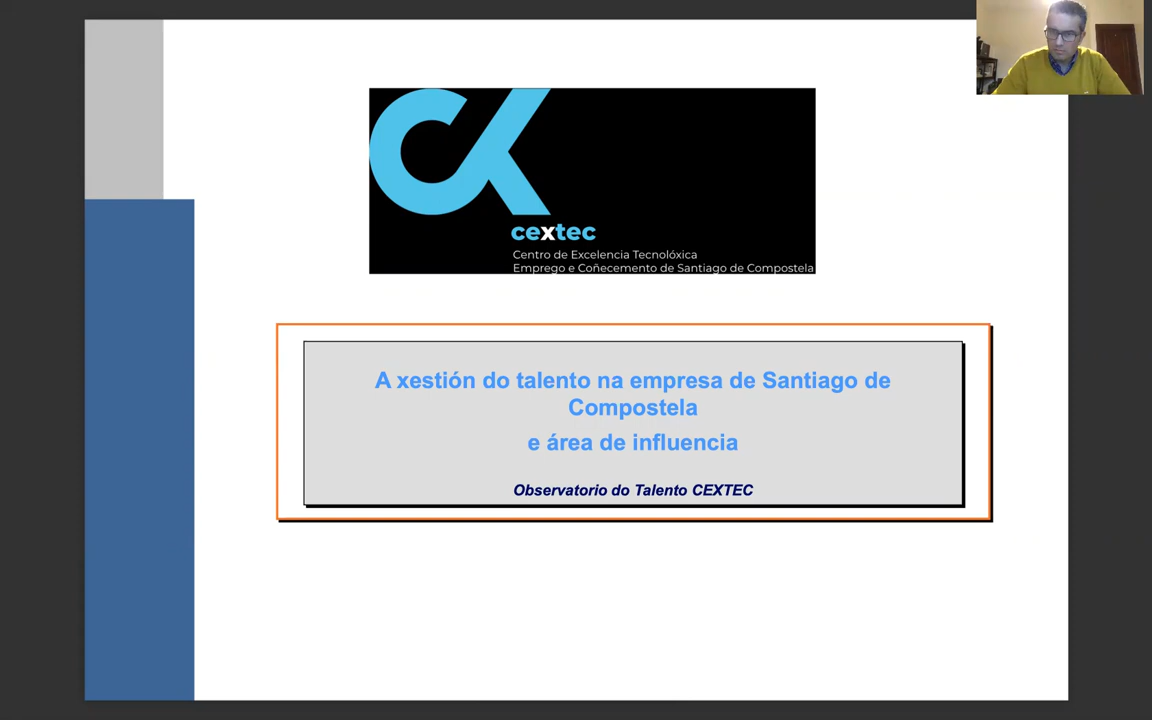 cextec
Centro de Excelencia Tecnolóxica
Emprego e Coñecemento de Santiago de Compostela
A xestión do talento na empresa de Santiago de
Compostela
e área de influencia
Observatorio do Talento CEXTEC